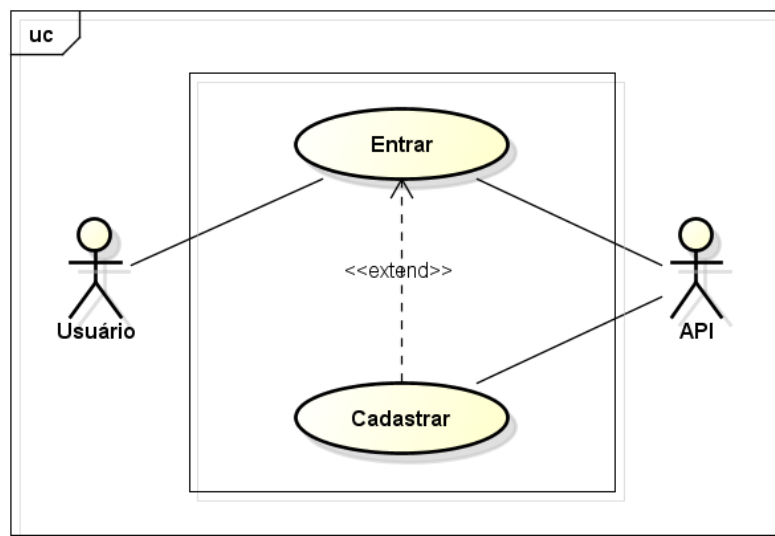 uc
Entrar
<<extend>>
Usuário
API
Cadastrar